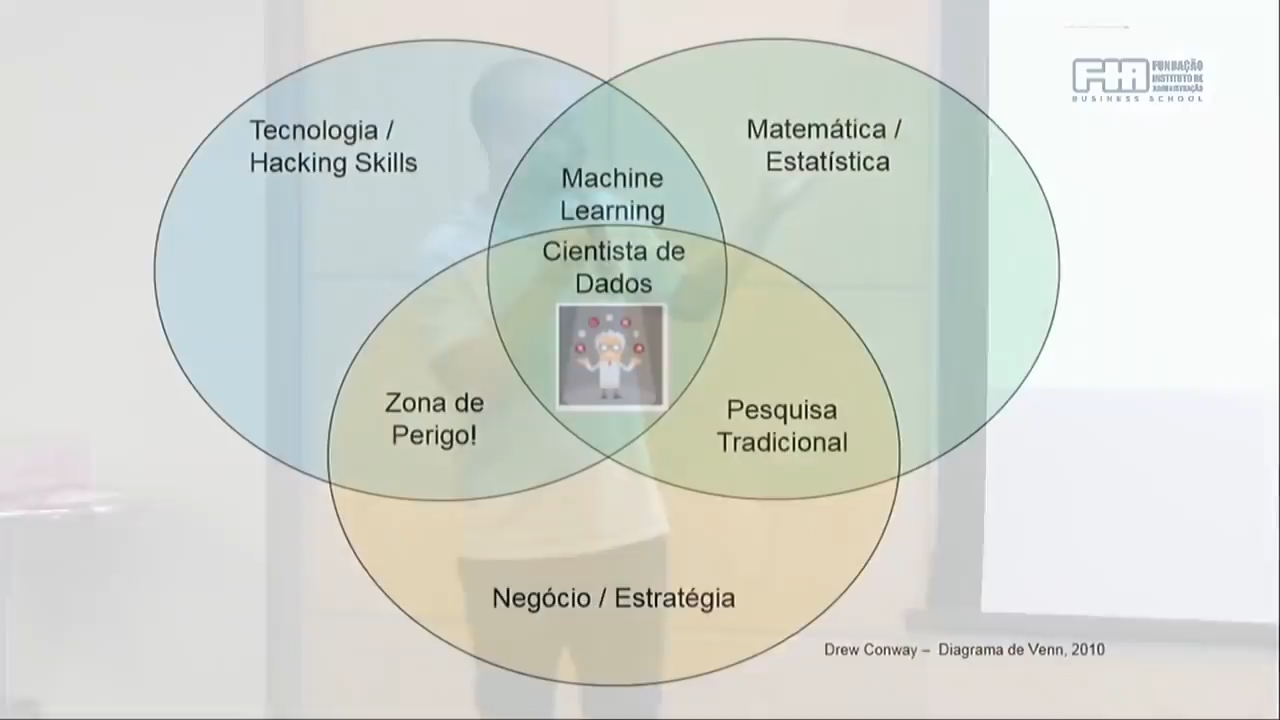 FIA FUNDAÇÃO
INSTITUTO DE
ADMINISTRAÇÃO
BUSINESS SCHOOL
Tecnologia /
Hacking Skills
Matemática /
Estatística
Machine
Learning
Cientista de
Dados
Zona de
Perigo!
Pesquisa
Tradicional
Negócio / Estratégia
Drew Conway – Diagrama de Venn, 2010